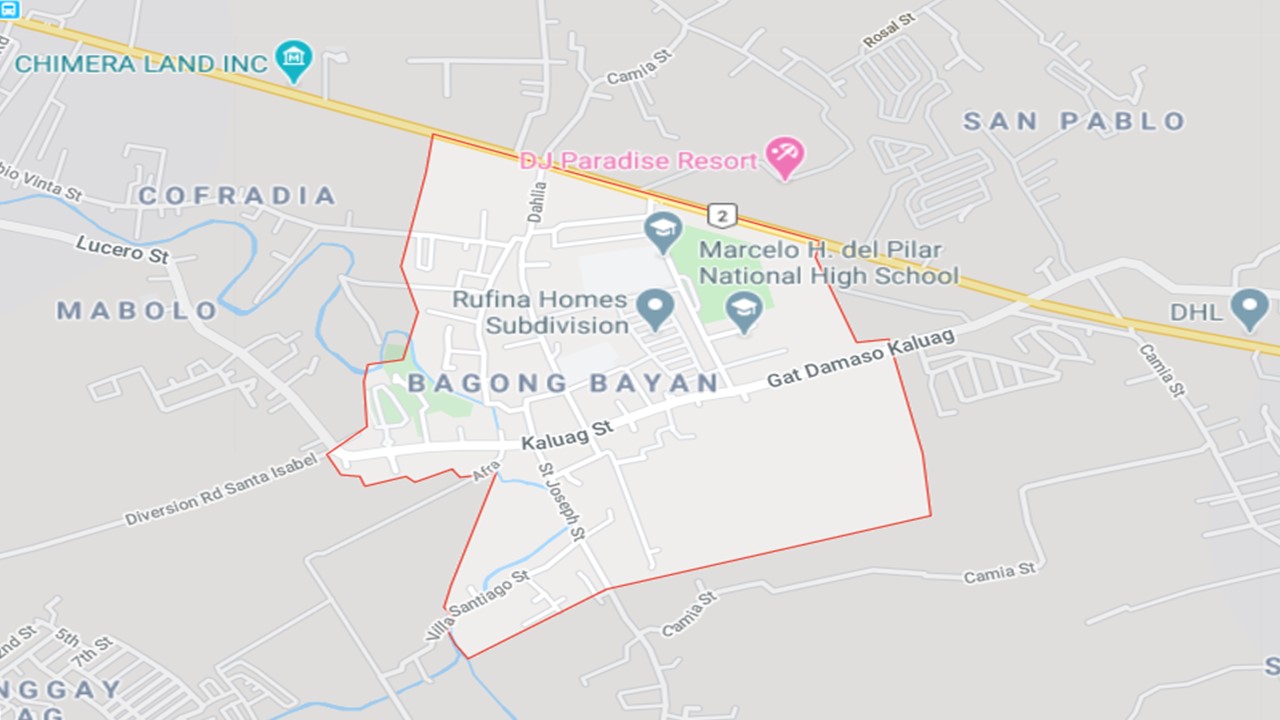 CHIMERA LAND INC
Camia St
Rosal St
SAN PABLO
DJ Paradise Resort
Vinta St
COFRADIA
Dahlia
2
Lucero St
Marcelo H. del Pilar
National High School
MABOLO
Rufina Homes
Subdivision
DHL
Gat Damaso Kaluag
Camia St
BAGONG BAYAN
Kaluag St
Diversion Rd Santa Isabel
Afra
St Joseph St
Camia St
Villa Santiago St
Camia St
2nd St
5th
7th St
NGGAY
AG
S